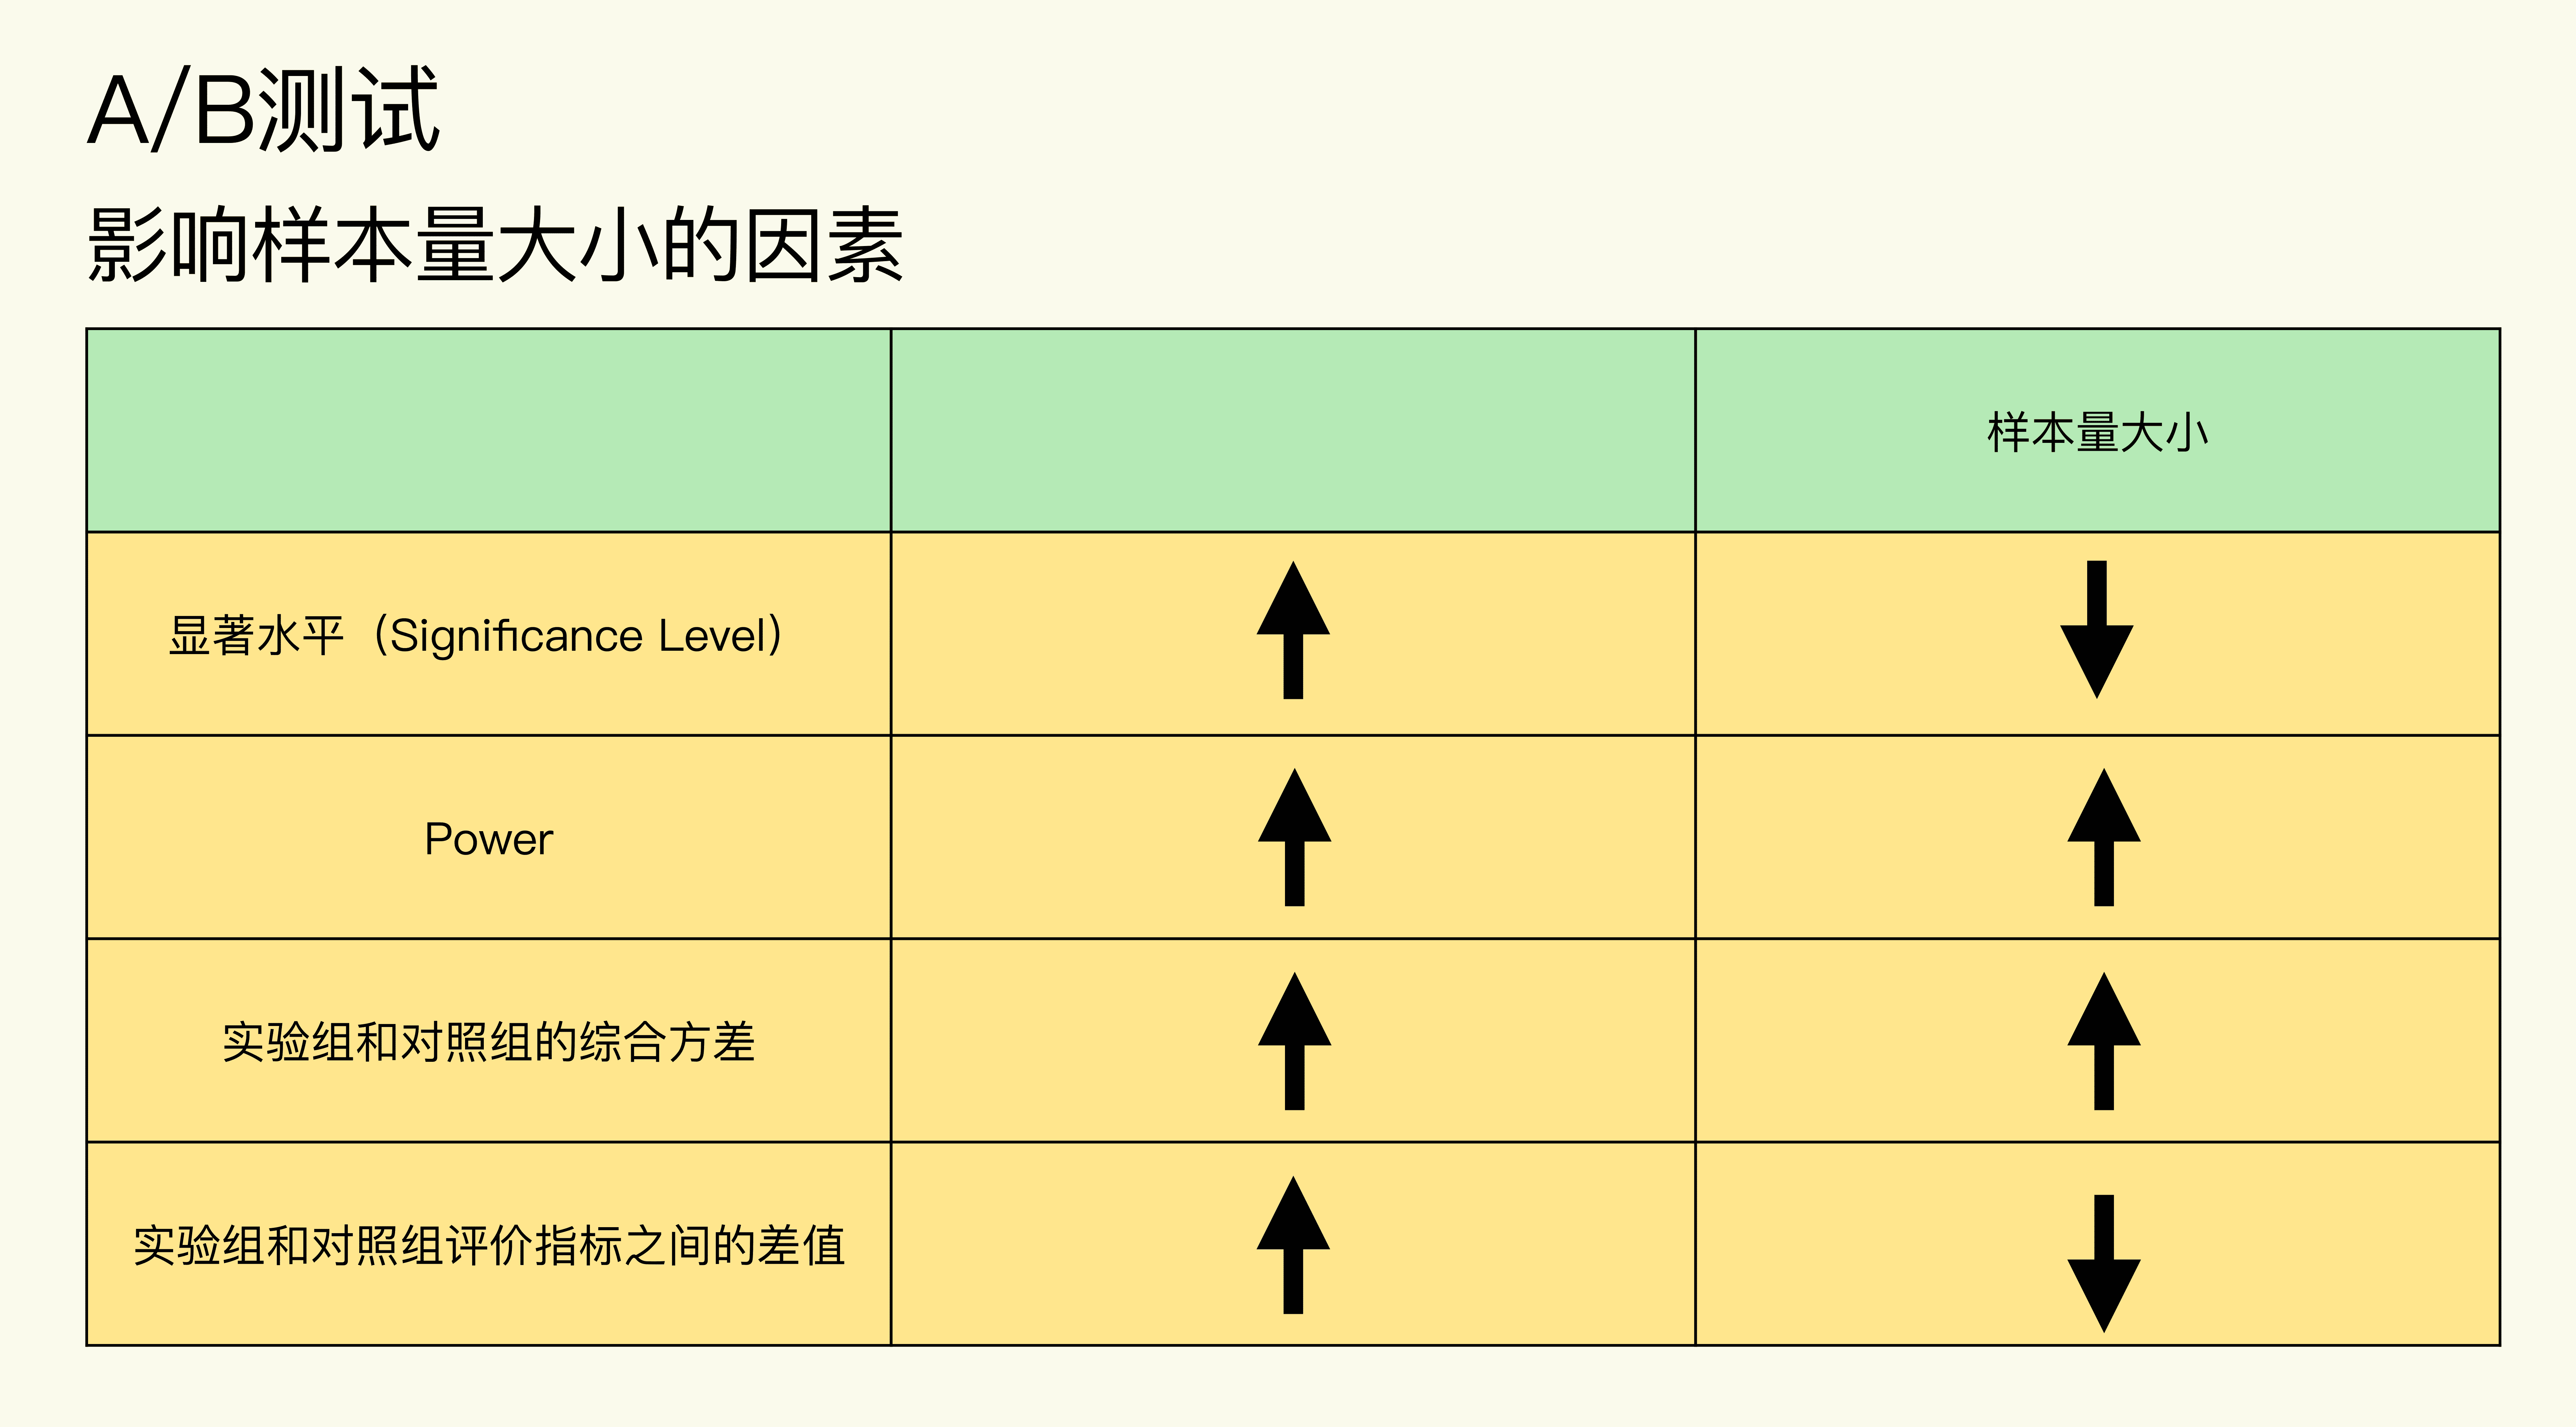 A/B测试
影响样本量大小的因素
样本量大小
显著水平（Significance Level）
Power
实验组和对照组的综合方差
实验组和对照组评价指标之间的差值